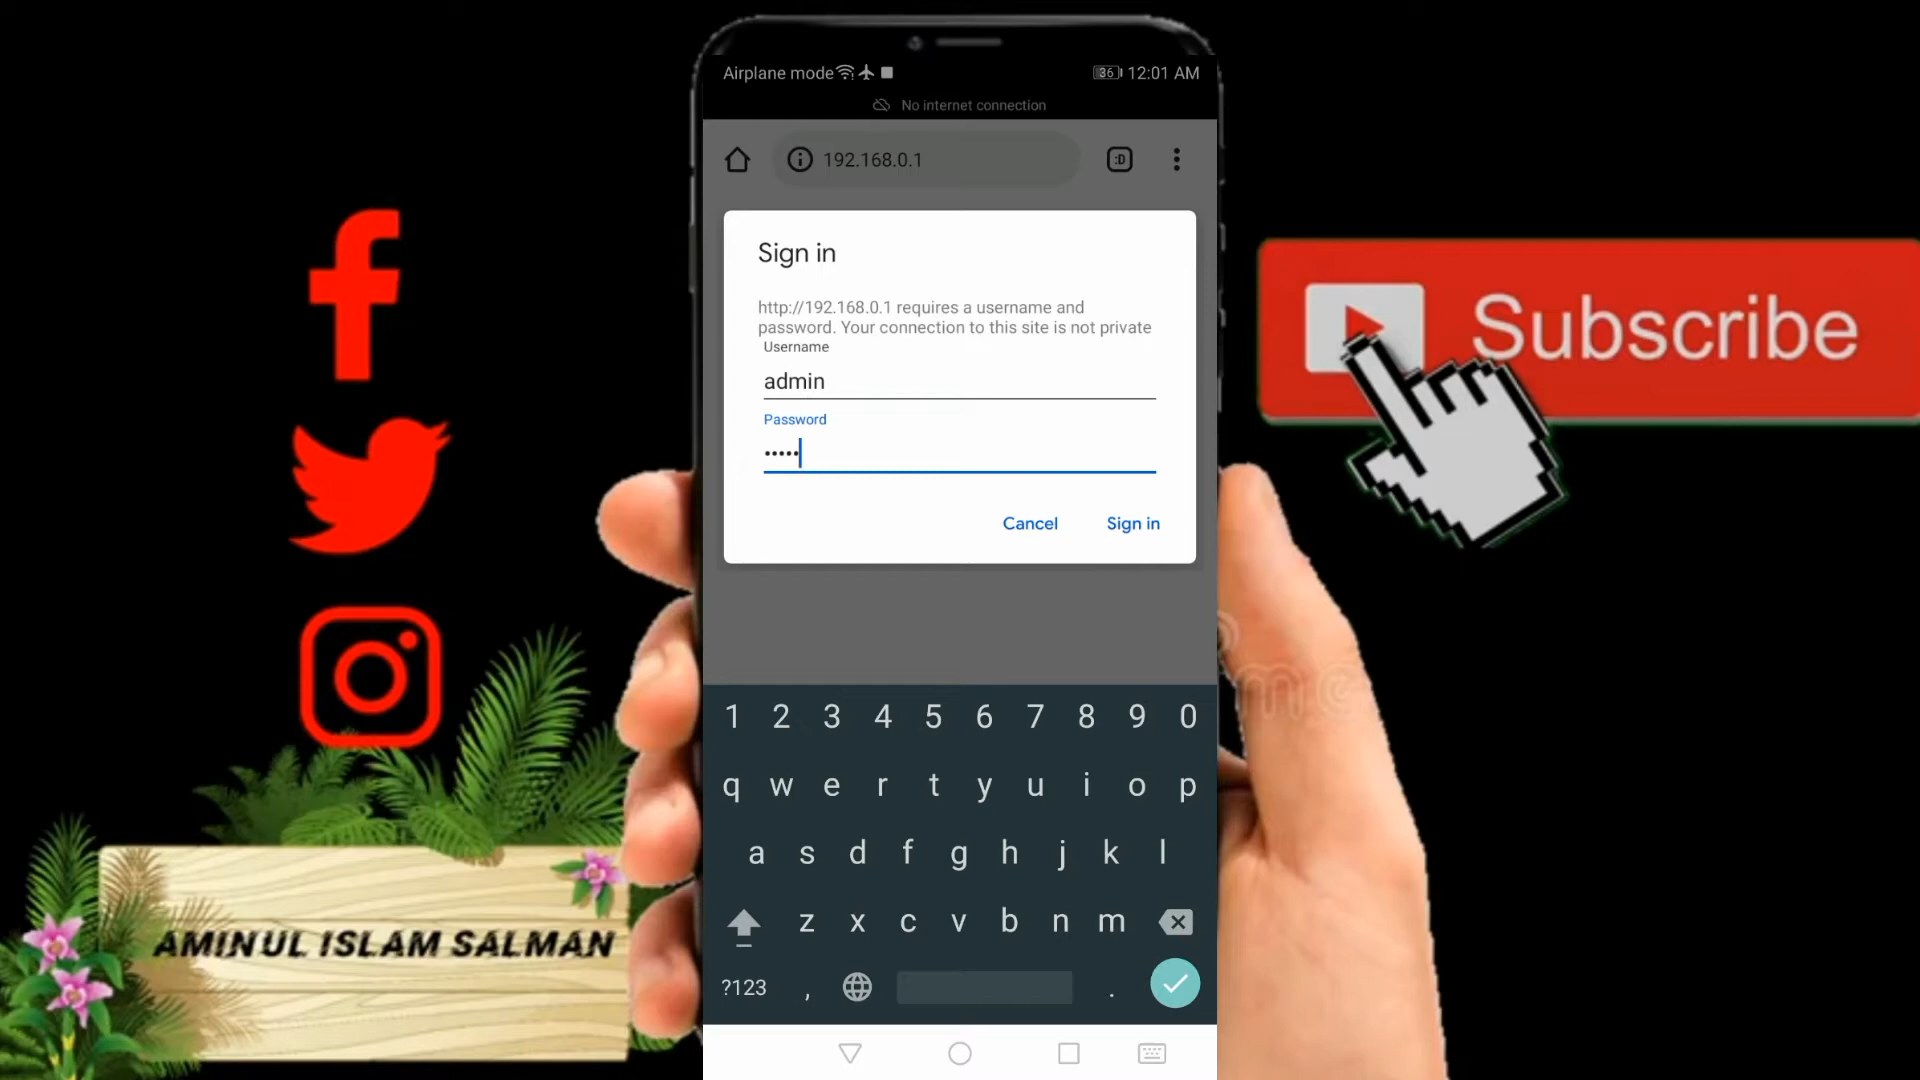 Airplane mode
36 12:01 AM
No internet connection
192.168.0.1
:D
Sign in
http://192.168.0.1 requires a username and
password. Your connection to this site is not private
Username
admin
Password
•••••
Cancel Sign in
1 2 3 4 5 6 7 8 9 0
q w e r t y u i o p
a s d f g h j k l
z x c v b n m
?123 , .
Subscribe
AMINUL ISLAM SALMAN